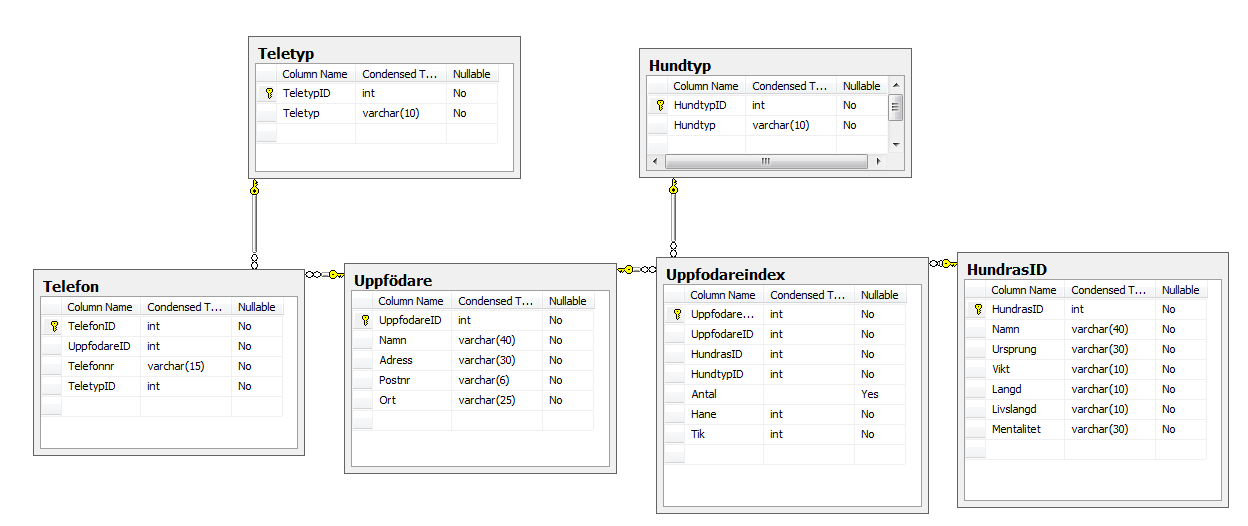 Teletyp
Column Name Condensed T... Nullable
TeletypID int No
Teletyp varchar(10) No
Hundtyp
Column Name Condensed T... Nullable
HundtypID int No
Hundtyp varchar(10) No
Telefon
Column Name Condensed T... Nullable
TelefonID int No
UppfodareID int No
Telefonnr varchar(15) No
TeletypID int No
Uppfödare
Column Name Condensed T... Nullable
UppfodareID int No
Namn varchar(40) No
Adress varchar(30) No
Postnr varchar(6) No
Ort varchar(25) No
Uppfodareindex
Column Name Condensed T... Nullable
Uppfodare... int No
UppfodareID int No
HundrasID int No
HundtypID int No
Antal Yes
Hane int No
Tik int No
HundrasID
Column Name Condensed T... Nullable
HundrasID int No
Namn varchar(40) No
Ursprung varchar(30) No
Vikt varchar(10) No
Langd varchar(10) No
Livslangd varchar(10) No
Mentalitet varchar(30) No